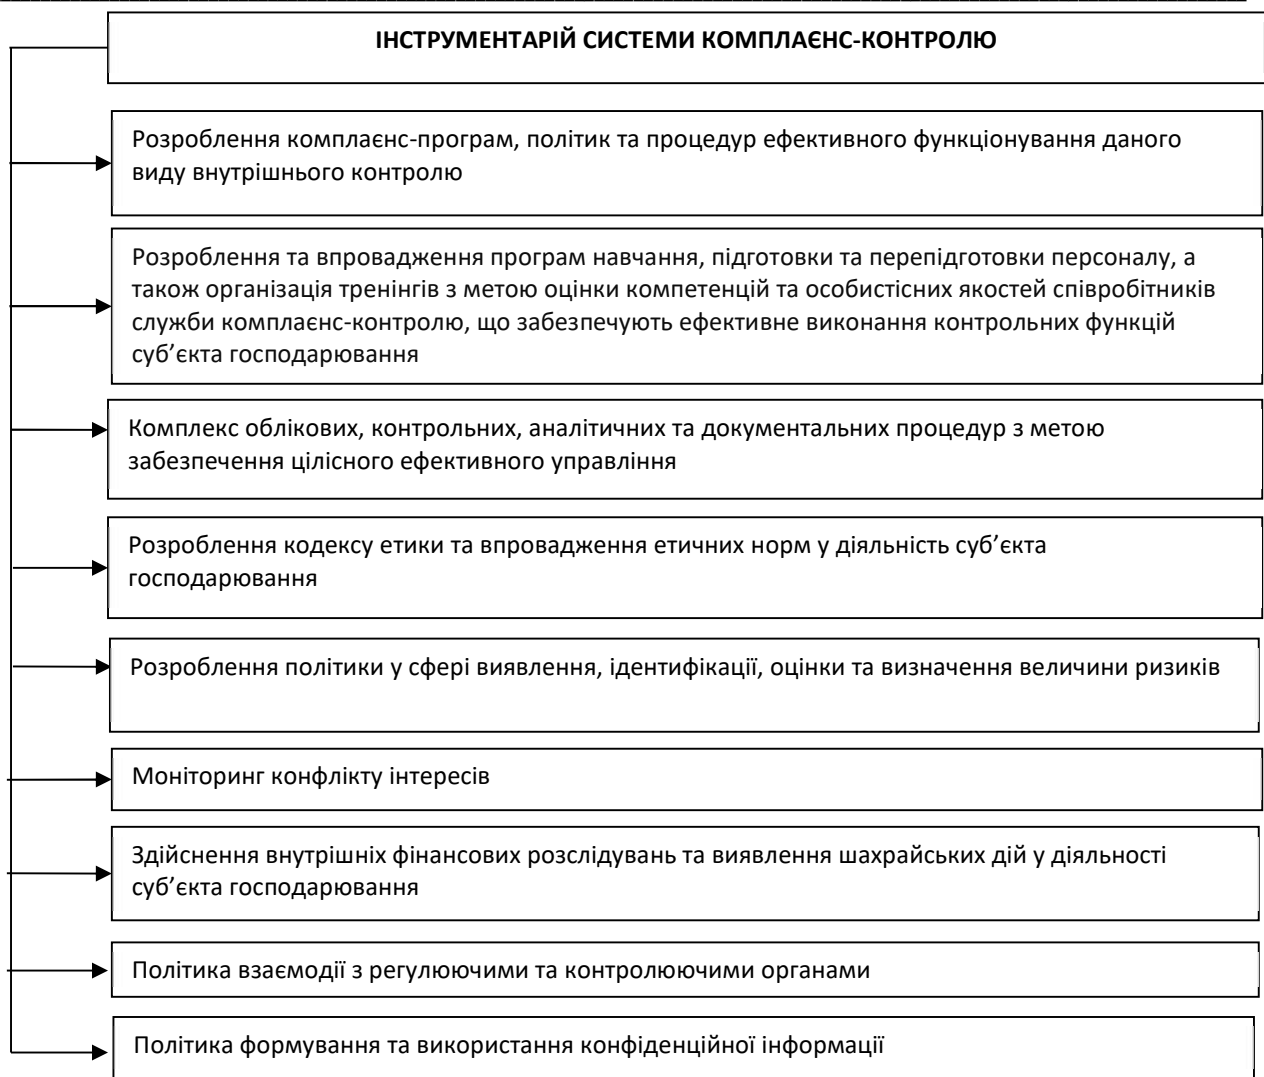 ІНСТРУМЕНТАРІЙ СИСТЕМИ КОМПЛАЄНС-КОНТРОЛЮ
Розроблення комплаєнс-програм, політик та процедур ефективного функціонування даного
виду внутрішнього контролю
Розроблення та впровадження програм навчання, підготовки та перепідготовки персоналу, а
також організація тренінгів з метою оцінки компетенцій та особистісних якостей співробітників
служби комплаєнс-контролю, що забезпечують ефективне виконання контрольних функцій
суб’єкта господарювання
Комплекс облікових, контрольних, аналітичних та документальних процедур з метою
забезпечення цілісного ефективного управління
Розроблення кодексу етики та впровадження етичних норм у діяльність суб’єкта
господарювання
Розроблення політики у сфері виявлення, ідентифікації, оцінки та визначення величини ризиків
Моніторинг конфлікту інтересів
Здійснення внутрішніх фінансових розслідувань та виявлення шахрайських дій у діяльності
суб’єкта господарювання
Політика взаємодії з регулюючими та контролюючими органами
Політика формування та використання конфіденційної інформації